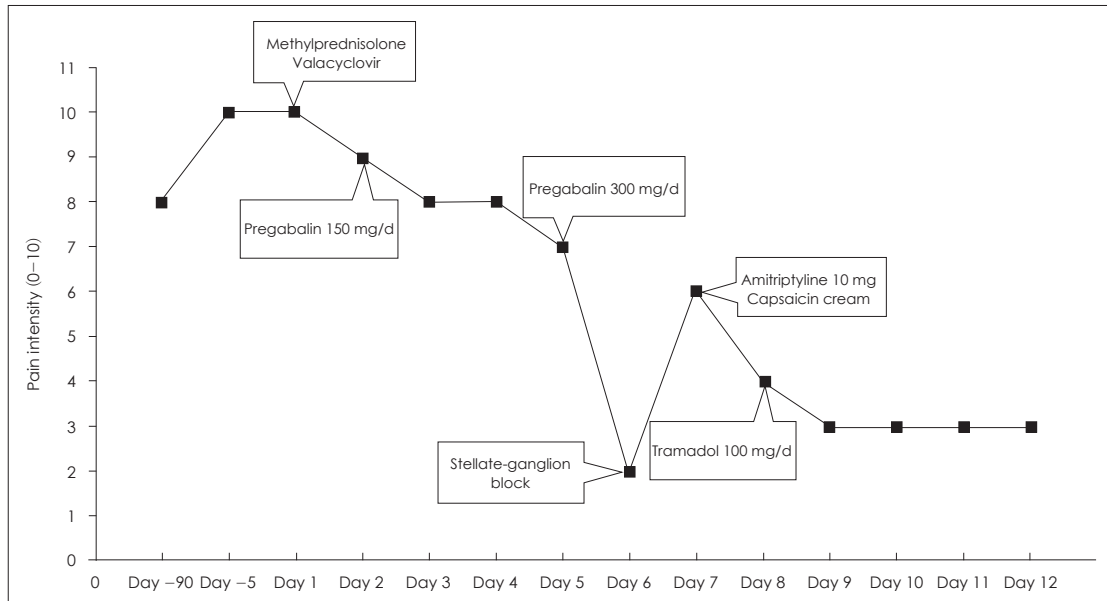 Methylprednisolone
Valacyclovir
11
10
9
8
7
6
5
4
3
2
1
0
Pain intensity (0–10)
Pregabalin 150 mg/d
Pregabalin 300 mg/d
Stellate-ganglion
block
Amitriptyline 10 mg
Capsaicin cream
Tramadol 100 mg/d
0 Day –90 Day –5 Day 1 Day 2 Day 3 Day 4 Day 5 Day 6 Day 7 Day 8 Day 9 Day 10 Day 11 Day 12